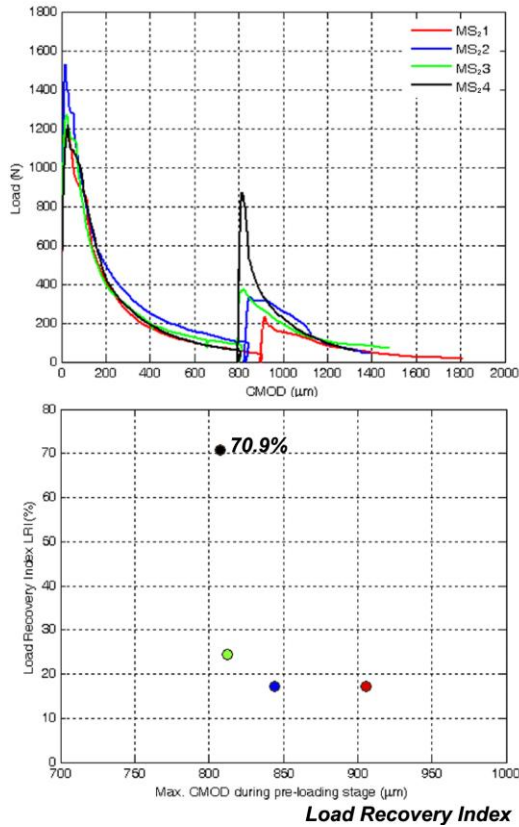 1800
1600
1400
1200
1000
800
600
400
200
0
Load (N)
MS₂1
MS₂2
MS₂3
MS₂4
0 200 400 600 800 1000 1200 1400 1600 1800 2000
CMOD (µm)
80
70
60
50
40
30
20
10
0
Load Recovery Index LRI (%)
70.9%
700 750 800 850 900 950 1000
Max. CMOD during pre-loading stage (µm)
Load Recovery Index